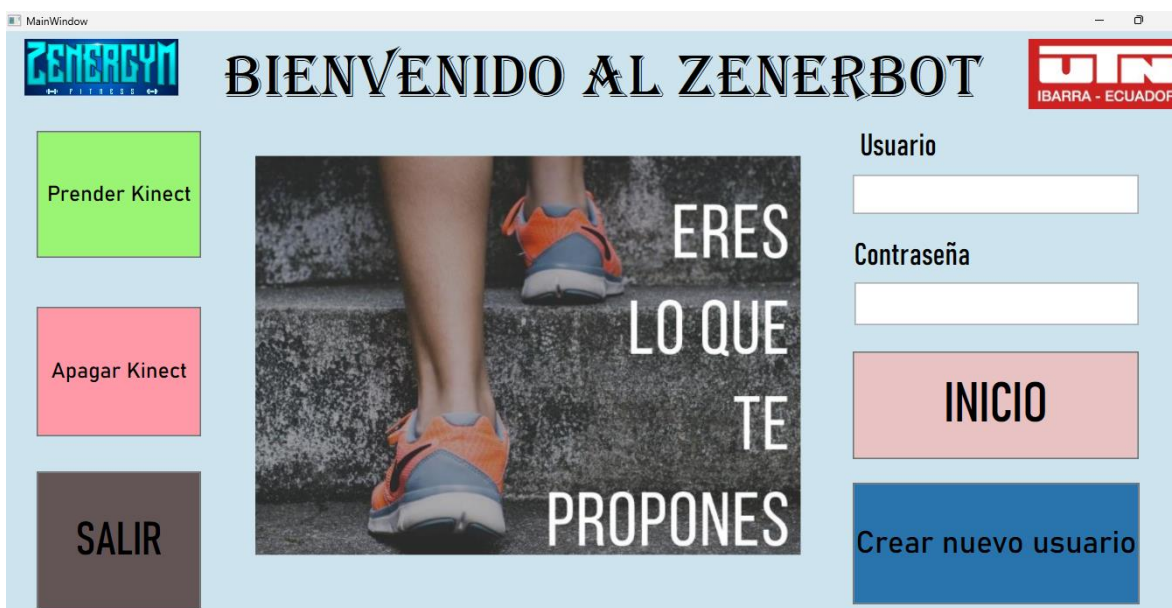 MainWindow
ZENERGYM
FITNESS
BIENVENIDO AL ZENERBOT
UTN
IBARRA - ECUADOR
Prender Kinect
Apagar Kinect
SALIR
ERES
LO QUE
TE
PROPONES
Usuario
Contraseña
INICIO
Crear nuevo usuario